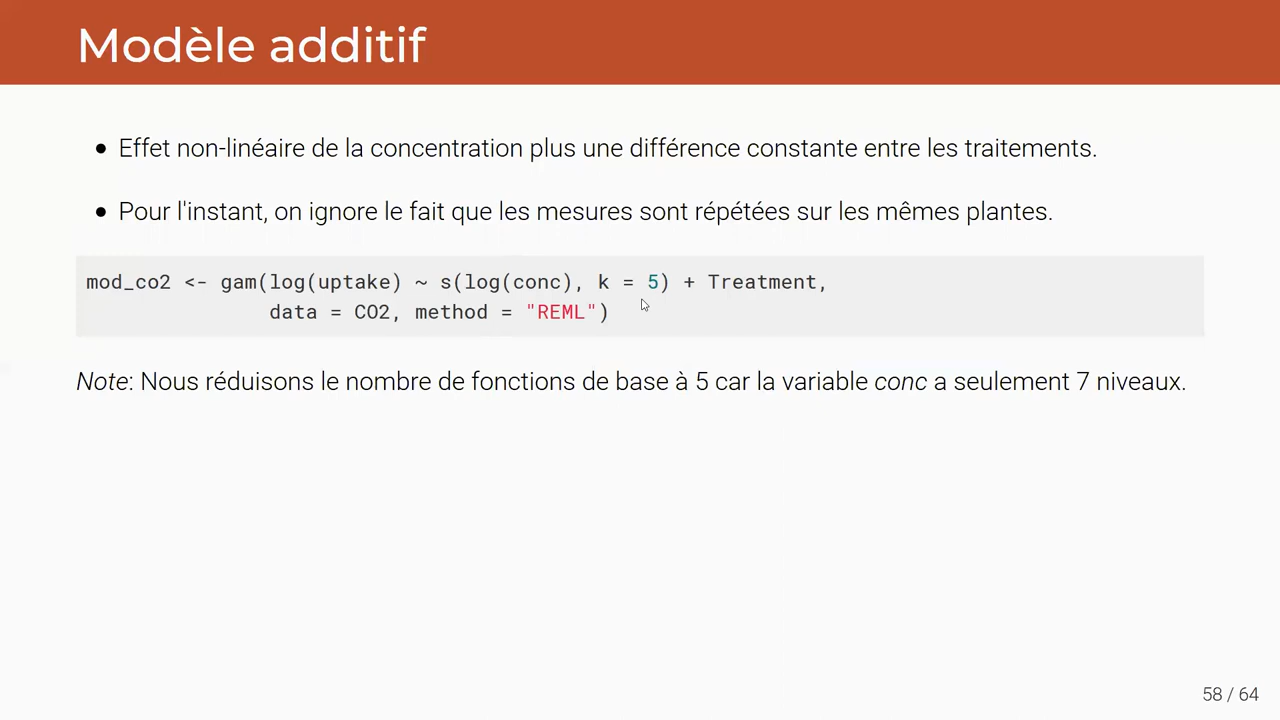 Modèle additif
• Effet non-linéaire de la concentration plus une différence constante entre les traitements.
• Pour l'instant, on ignore le fait que les mesures sont répétées sur les mêmes plantes.
mod_co2 <- gam(log(uptake) ~ s(log(conc), k = 5) + Treatment,
data = CO2, method = "REML")
Note: Nous réduisons le nombre de fonctions de base à 5 car la variable conc a seulement 7 niveaux.
58 / 64